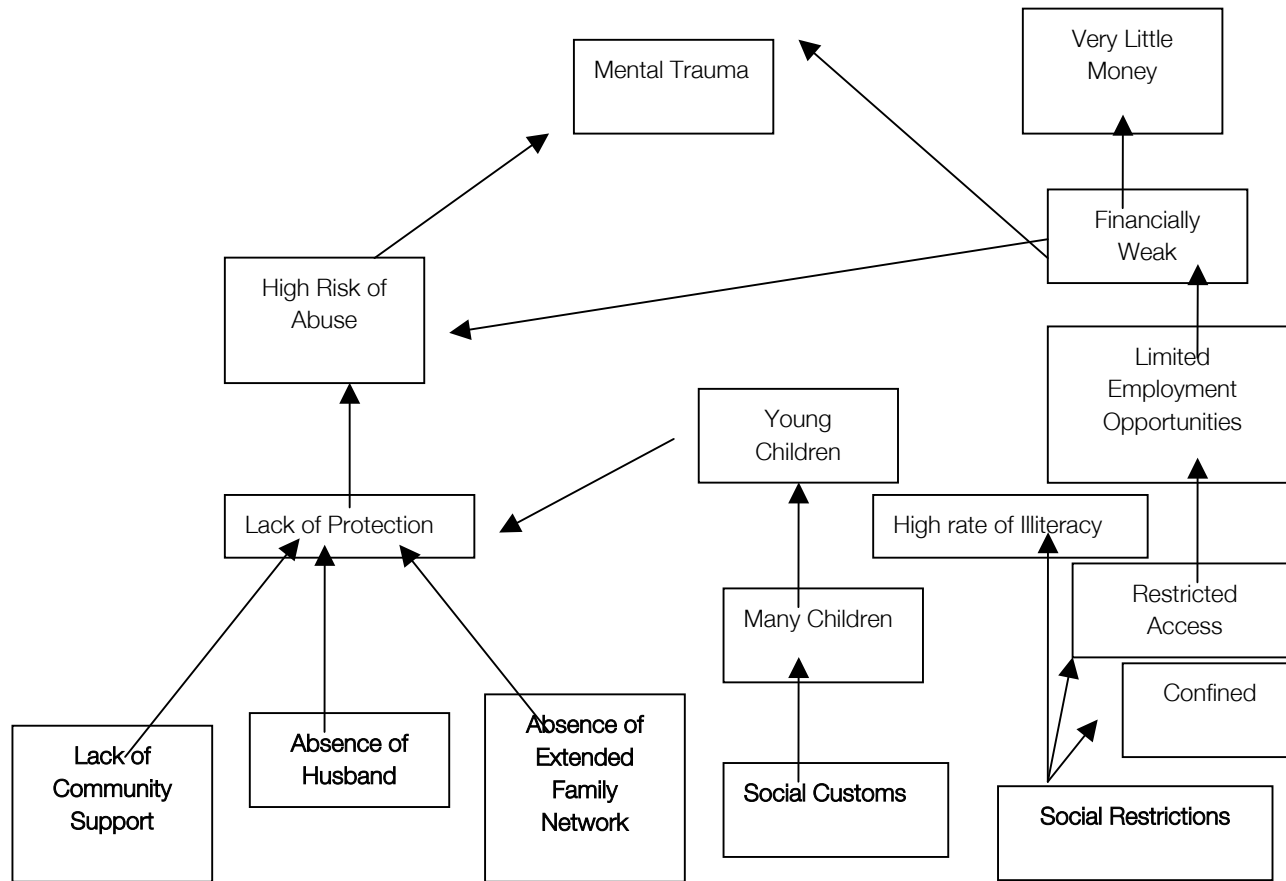 Very Little
Money
Mental Trauma
Financially
Weak
High Risk of
Abuse
Limited
Employment
Opportunities
Young
Children
Lack of Protection
High rate of Illiteracy
Restricted
Access
Many Children
Confined
Lack of
Community
Support
Absence of
Husband
Absence of
Extended
Family
Network
Social Customs
Social Restrictions